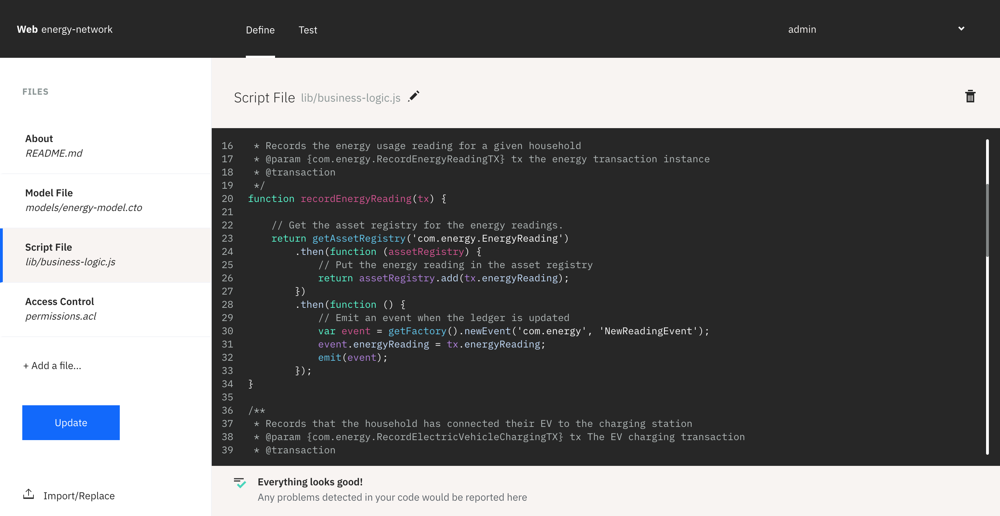 Web energy-network
Define
Test
admin
FILES
About
README.md
Model File
models/energy-model.cto
Script File
lib/business-logic.js
Access Control
permissions.acl
+ Add a file...
Update
Import/Replace
Script File lib/business-logic.js
16  * Records the energy usage reading for a given household
17  * @param {com.energy.RecordEnergyReadingTX} tx the energy transaction instance
18  * @transaction
19  */
20 function recordEnergyReading(tx) {
21
22     // Get the asset registry for the energy readings.
23     return getAssetRegistry('com.energy.EnergyReading')
24         .then(function (assetRegistry) {
25             // Put the energy reading in the asset registry
26             return assetRegistry.add(tx.energyReading);
27         })
28         .then(function () {
29             // Emit an event when the ledger is updated
30             var event = getFactory().newEvent('com.energy', 'NewReadingEvent');
31             event.energyReading = tx.energyReading;
32             emit(event);
33         });
34 }
35
36 /**
37  * Records that the household has connected their EV to the charging station
38  * @param {com.energy.RecordElectricVehicleChargingTX} tx The EV charging transaction
39  * @transaction
Everything looks good!
Any problems detected in your code would be reported here